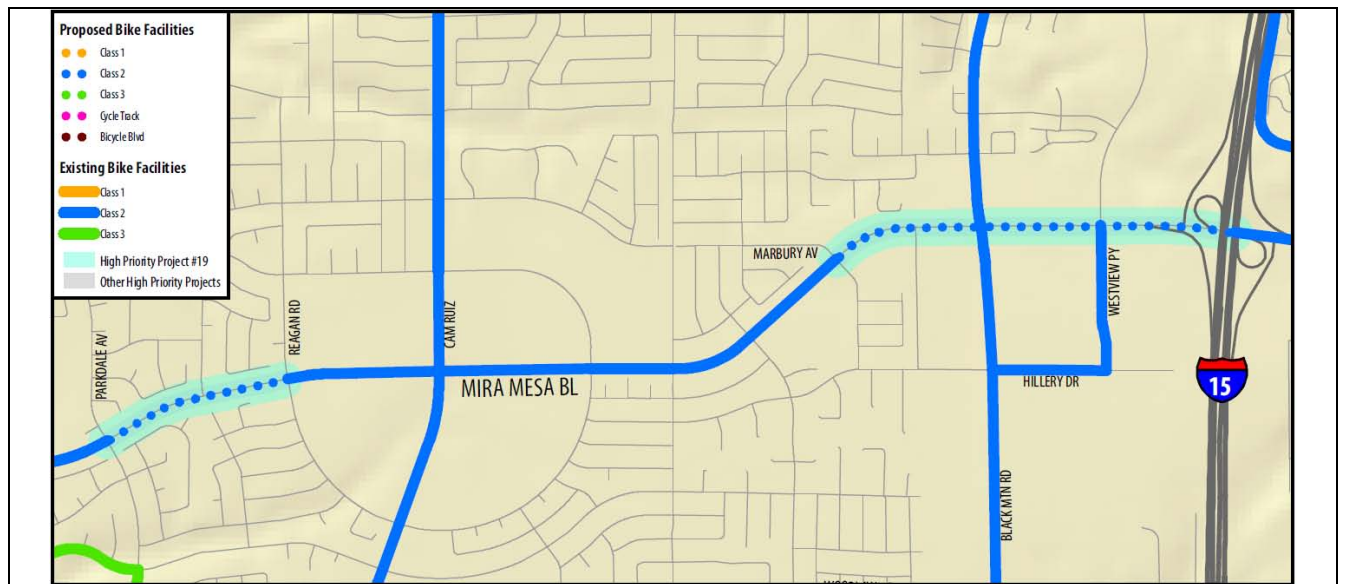 Proposed Bike Facilities
Class 1
Class 2
Class 3
Cycle Track
Bicycle Blvd
Existing Bike Facilities
Class 1
Class 2
Class 3
High Priority Project #19
Other High Priority Projects
MARBURY AV
WESTVIEW PY
REAGAN RD
CAM RUIZ
PARKDALE AV
MIRA MESA BL
HILLERY DR
15
BLACK MTN RD